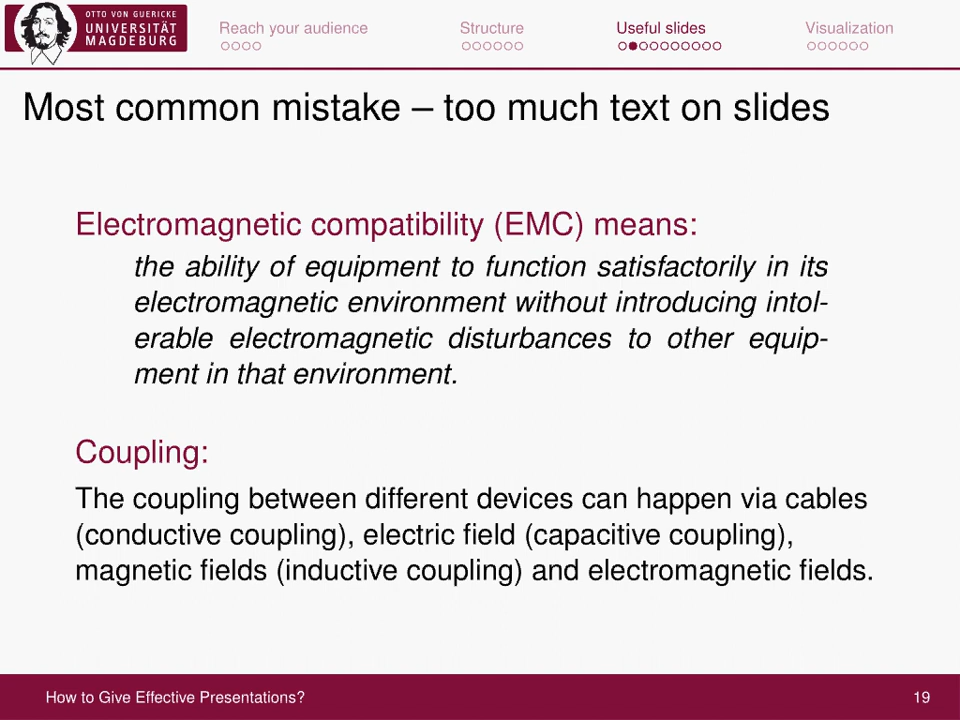 OTTO VON GUERICKE
UNIVERSITÄT
MAGDEBURG
Reach your audience
Structure
Useful slides
Visualization
Most common mistake – too much text on slides
Electromagnetic compatibility (EMC) means:
the ability of equipment to function satisfactorily in its
electromagnetic environment without introducing intol-
erable electromagnetic disturbances to other equip-
ment in that environment.
Coupling:
The coupling between different devices can happen via cables
(conductive coupling), electric field (capacitive coupling),
magnetic fields (inductive coupling) and electromagnetic fields.
How to Give Effective Presentations?
19